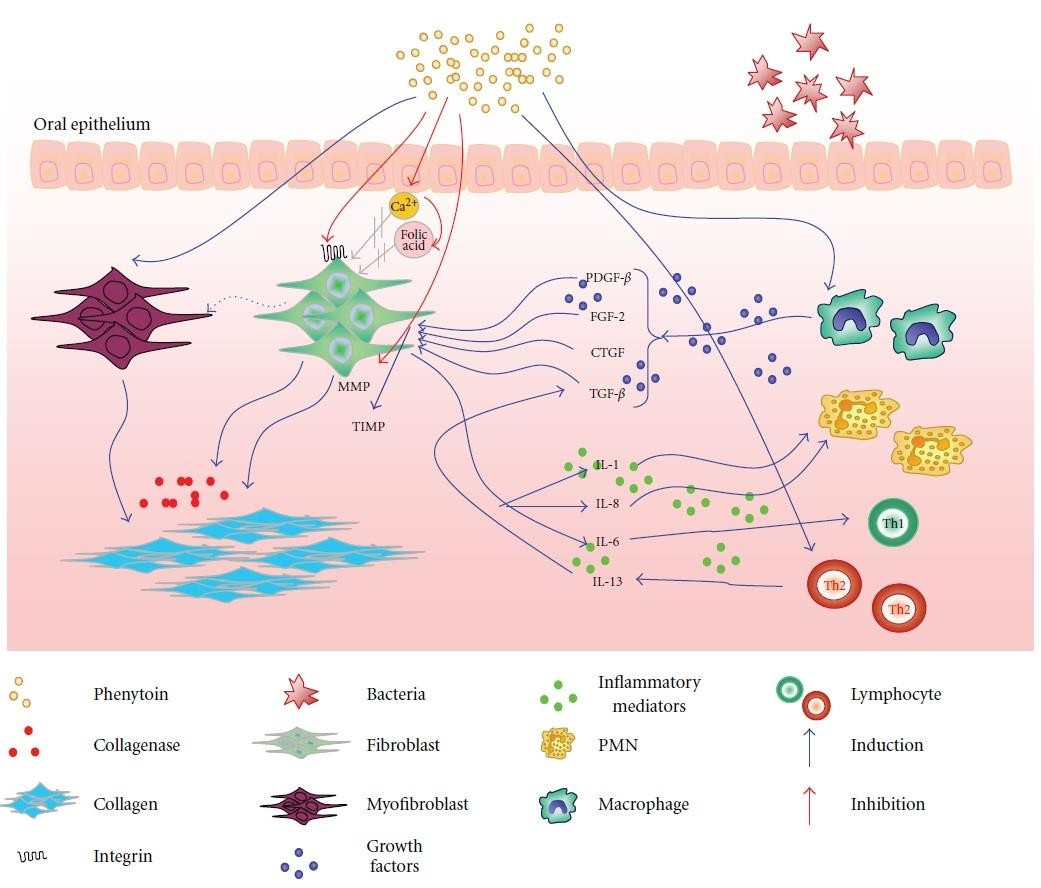 Oral epithelium
Ca2+
Folic
acid
PDGF-β
FGF-2
CTGF
MMP
TGF-β
TIMP
IL-1
IL-8
Th1
IL-6
IL-13
Th2
Th2
Phenytoin
Bacteria
Inflammatory
mediators
Lymphocyte
Collagenase
Fibroblast
PMN
Induction
Collagen
Myofibroblast
Macrophage
Inhibition
Integrin
Growth
factors